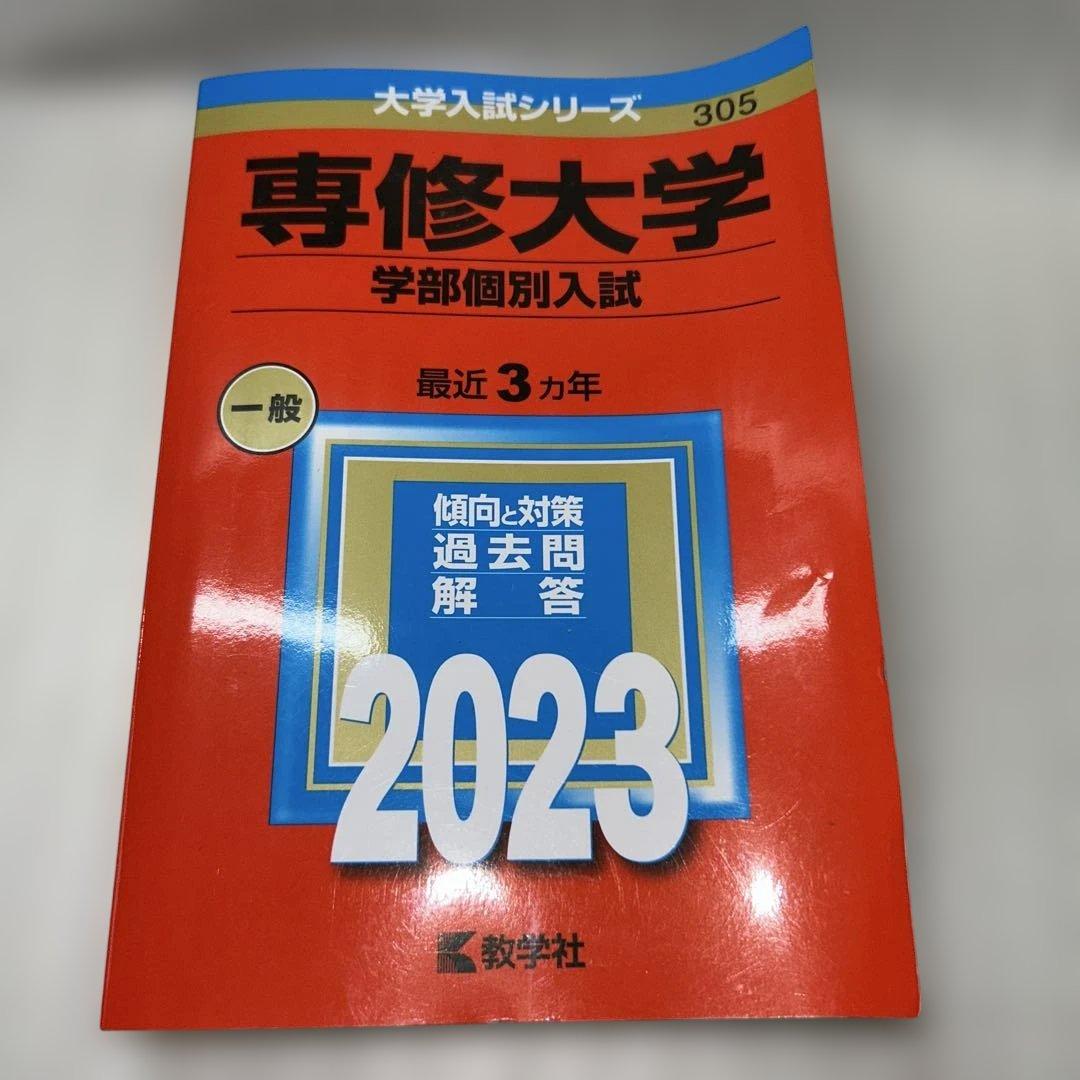 大学入試シリーズ 305
専修大学
学部個別入試
最近3ヵ年
一般
傾向と対策
過去問
解答
2023
教学社